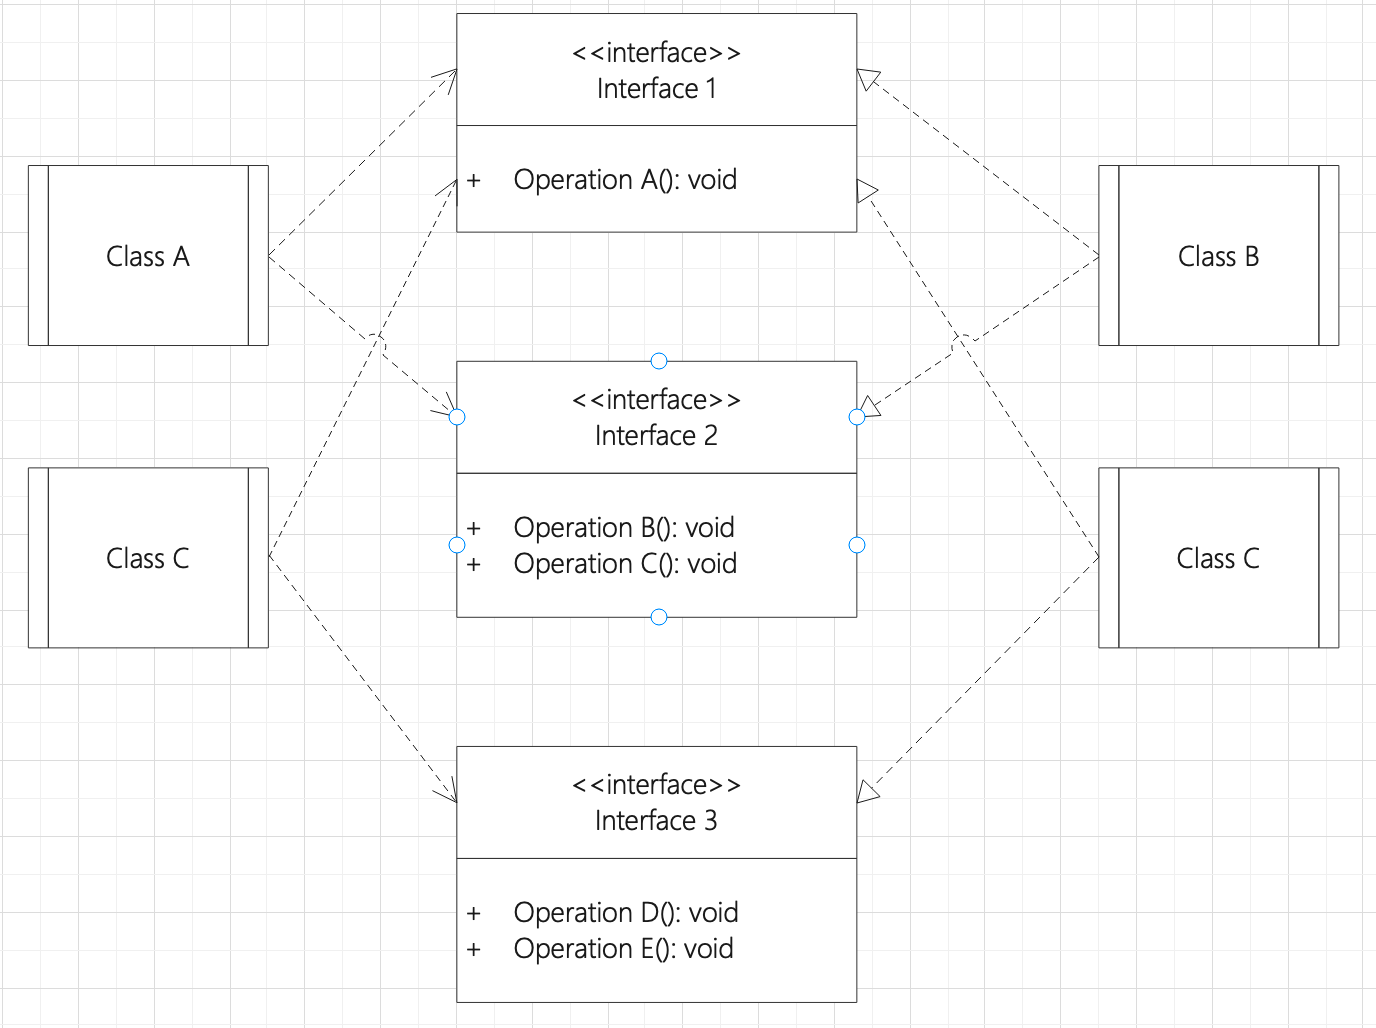 <<interface>>
Interface 1
+ Operation A(): void
Class A
Class B
<<interface>>
Interface 2
+ Operation B(): void
+ Operation C(): void
Class C
Class C
<<interface>>
Interface 3
+ Operation D(): void
+ Operation E(): void